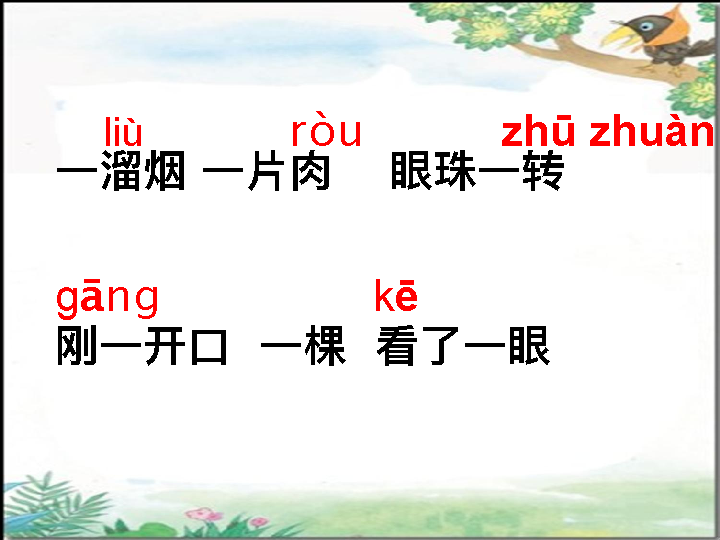 liù ròu zhū zhuàn
一溜烟 一片肉 眼珠一转
gāng kē
刚一开口 一棵 看了一眼